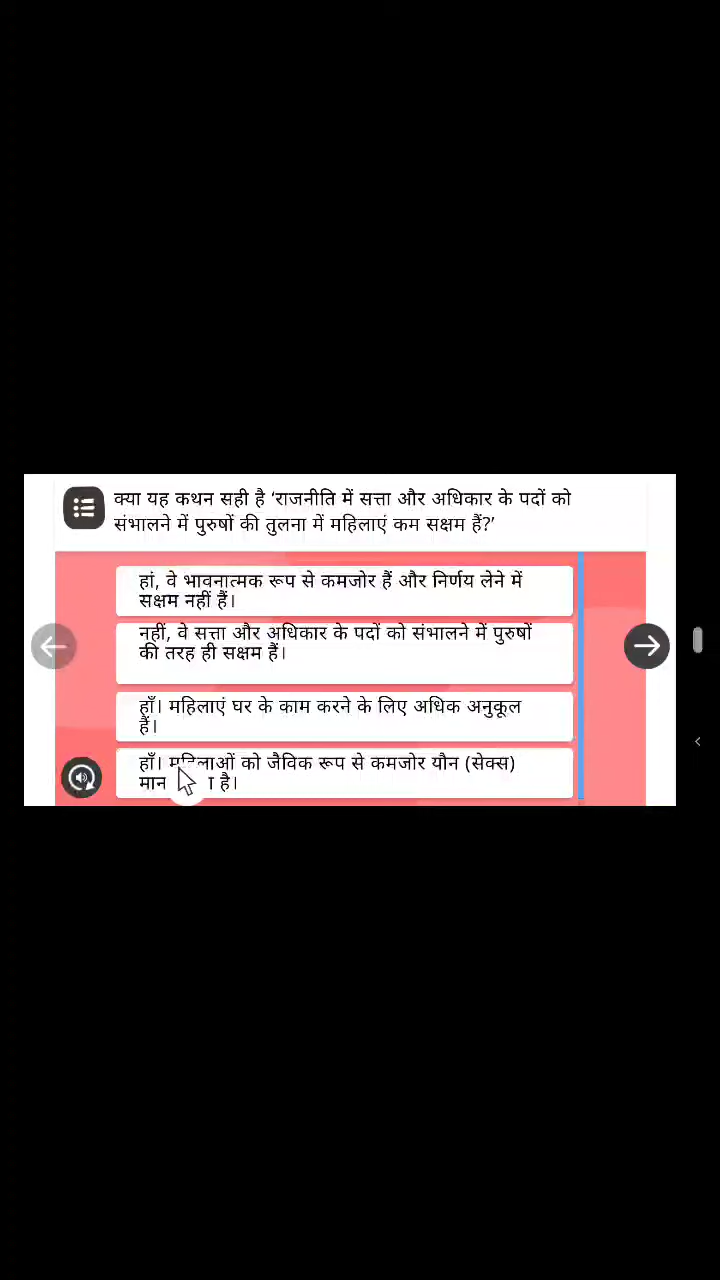 क्या यह कथन सही है ‘राजनीति में सत्ता और अधिकार के पदों को
संभालने में पुरुषों की तुलना में महिलाएं कम सक्षम हैं?’
हां, वे भावनात्मक रूप से कमजोर हैं और निर्णय लेने में
सक्षम नहीं हैं।
नहीं, वे सत्ता और अधिकार के पदों को संभालने में पुरुषों
की तरह ही सक्षम हैं।
हाँ। महिलाएं घर के काम करने के लिए अधिक अनुकूल
हैं।
हाँ। महिलाओं को जैविक रूप से कमजोर यौन (सेक्स)
मान है।